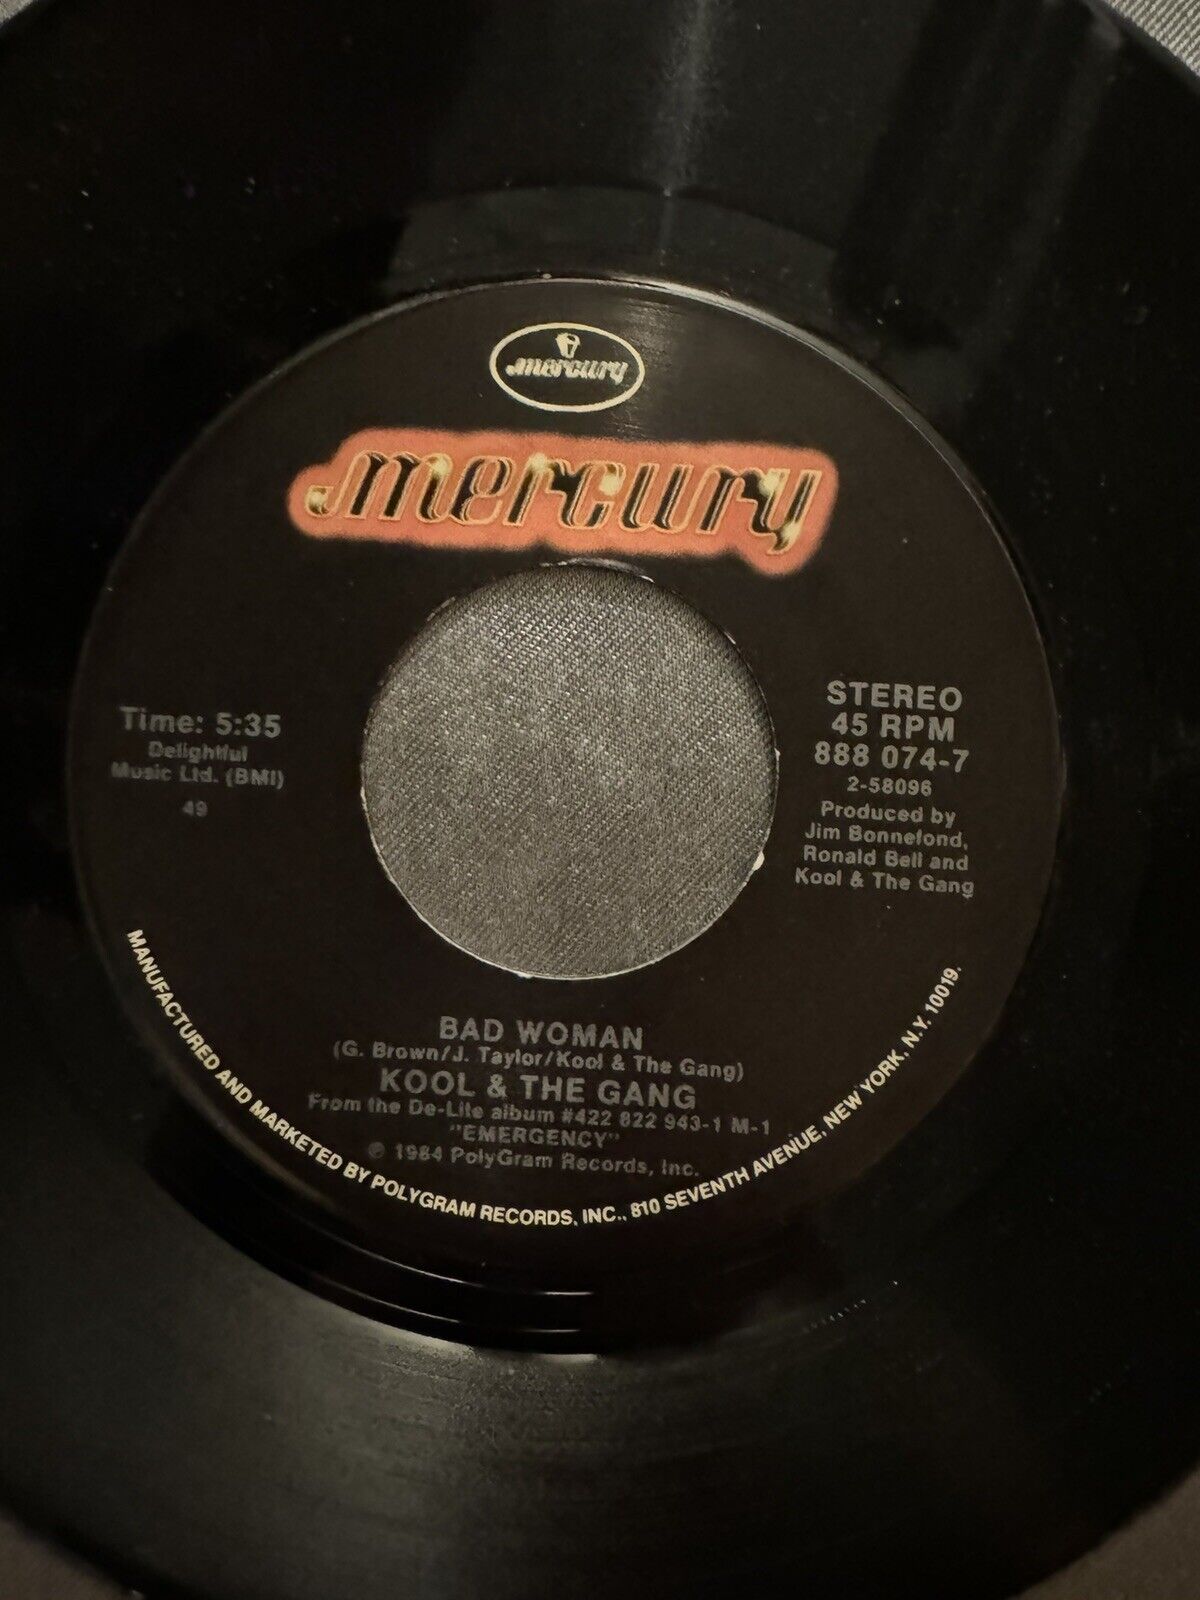 mercury
mercury
Time: 5:35
Delightful
Music Ltd. (BMI)
49
STEREO
45 RPM
888 074-7
2-58096
Produced by
Jim Bonnefond,
Ronald Bell and
Kool & The Gang
BAD WOMAN
(G. Brown/J. Taylor/Kool & The Gang)
KOOL & THE GANG
From the De-Lite album #422 822 943-1 M-1
"EMERGENCY"
℗ 1984 PolyGram Records, Inc.
MANUFACTURED AND MARKETED BY POLYGRAM RECORDS, INC., 810 SEVENTH AVENUE, NEW YORK, N.Y. 10019.